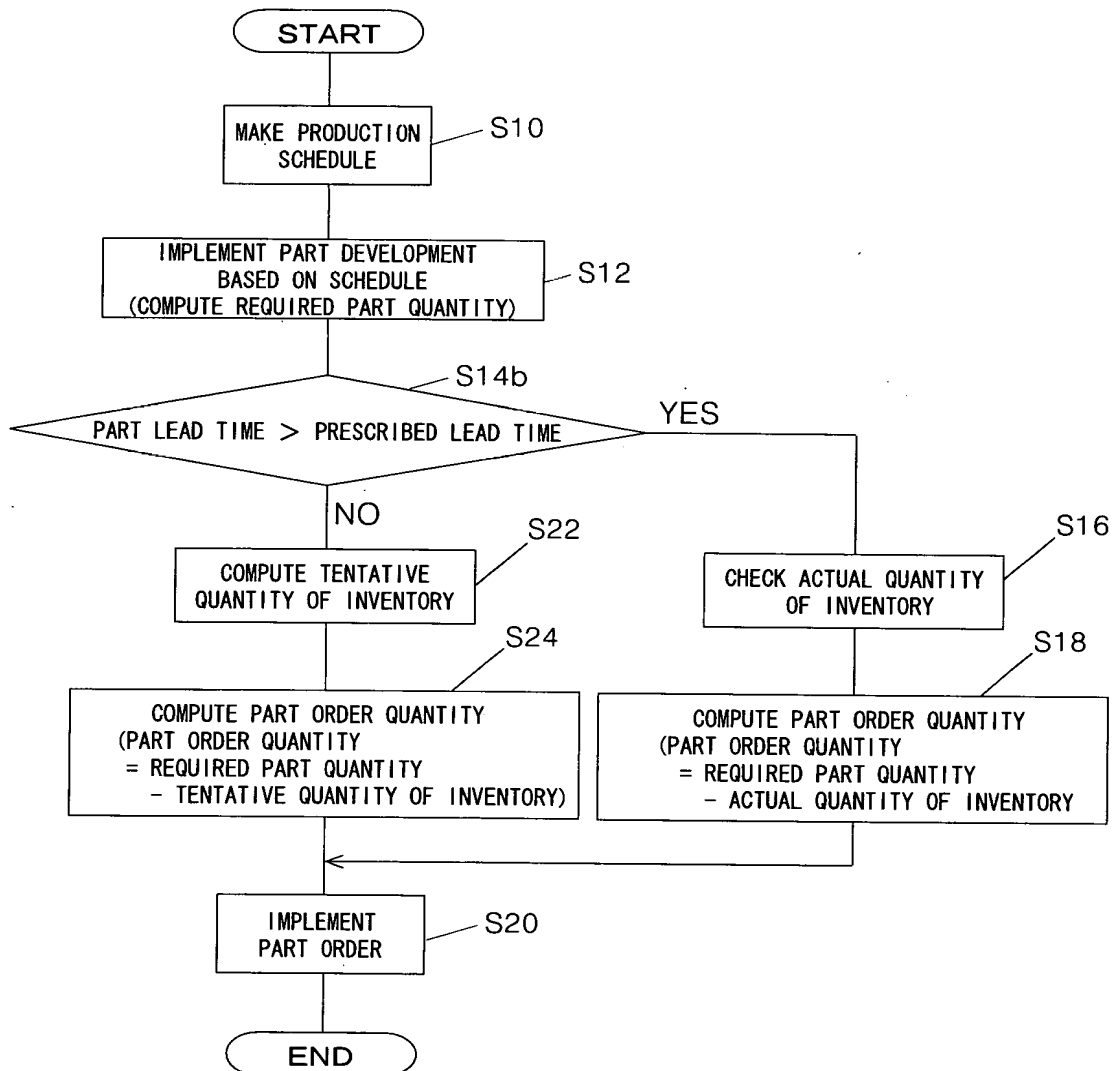 START
MAKE PRODUCTION
SCHEDULE
S10
IMPLEMENT PART DEVELOPMENT
BASED ON SCHEDULE
(COMPUTE REQUIRED PART QUANTITY)
S12
S14b
PART LEAD TIME > PRESCRIBED LEAD TIME
YES
NO
S22
COMPUTE TENTATIVE
QUANTITY OF INVENTORY
S16
CHECK ACTUAL QUANTITY
OF INVENTORY
S24
COMPUTE PART ORDER QUANTITY
(PART ORDER QUANTITY
= REQUIRED PART QUANTITY
- TENTATIVE QUANTITY OF INVENTORY)
S18
COMPUTE PART ORDER QUANTITY
(PART ORDER QUANTITY
= REQUIRED PART QUANTITY
- ACTUAL QUANTITY OF INVENTORY
IMPLEMENT
PART ORDER
S20
END